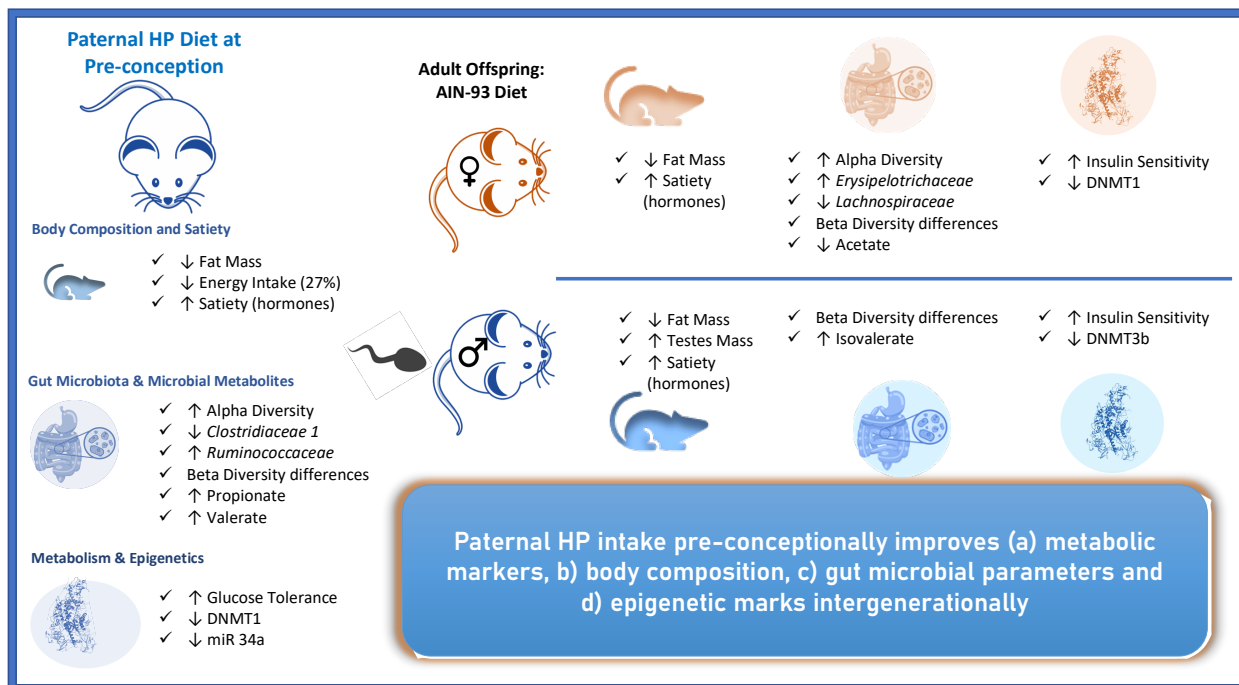 Paternal HP Diet at
Pre-conception
Body Composition and Satiety
✓ ↓ Fat Mass
✓ ↓ Energy Intake (27%)
✓ ↑ Satiety (hormones)
Gut Microbiota & Microbial Metabolites
✓ ↑ Alpha Diversity
✓ ↓ Clostridiaceae 1
✓ ↑ Ruminococcaceae
✓ Beta Diversity differences
✓ ↑ Propionate
✓ ↑ Valerate
Metabolism & Epigenetics
✓ ↑ Glucose Tolerance
✓ ↓ DNMT1
✓ ↓ miR 34a
Adult Offspring:
AIN-93 Diet
♀
✓ ↓ Fat Mass
✓ ↑ Satiety
(hormones)
✓ ↑ Alpha Diversity
✓ ↑ Erysipelotrichaceae
✓ ↓ Lachnospiraceae
✓ Beta Diversity differences
✓ ↓ Acetate
✓ ↑ Insulin Sensitivity
✓ ↓ DNMT1
♂
✓ ↓ Fat Mass
✓ ↑ Testes Mass
✓ ↑ Satiety
(hormones)
✓ Beta Diversity differences
✓ ↑ Isovalerate
✓ ↑ Insulin Sensitivity
✓ ↓ DNMT3b
Paternal HP intake pre-conceptionally improves (a) metabolic
markers, b) body composition, c) gut microbial parameters and
d) epigenetic marks intergenerationally